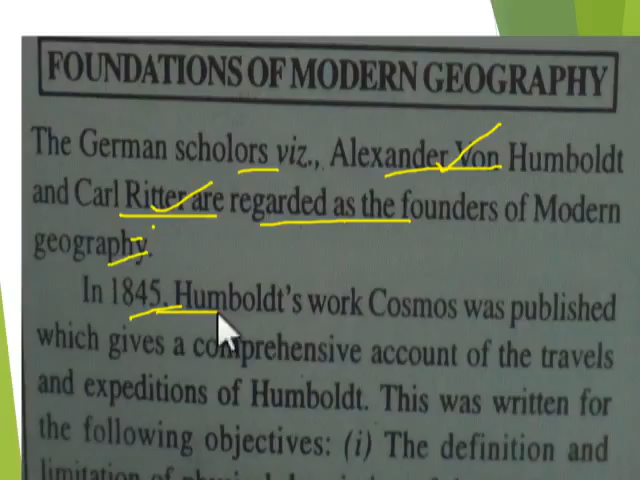 FOUNDATIONS OF MODERN GEOGRAPHY
The German scholors viz., Alexander Von Humboldt
and Carl Ritter are regarded as the founders of Modern
geography.
In 1845, Humboldt's work Cosmos was published
which gives a comprehensive account of the travels
and expeditions of Humboldt. This was written for
the following objectives: (i) The definition and
limitation of